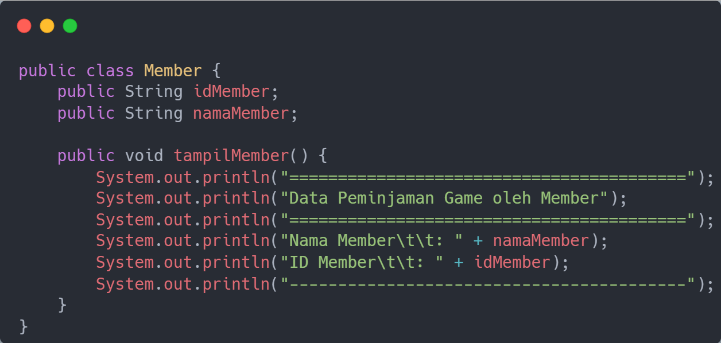 public class Member {
    public String idMember;
    public String namaMember;

    public void tampilMember() {
        System.out.println("=========================================");
        System.out.println("Data Peminjaman Game oleh Member");
        System.out.println("=========================================");
        System.out.println("Nama Member\t\t: " + namaMember);
        System.out.println("ID Member\t\t: " + idMember);
        System.out.println("-----------------------------------------");
    }
}